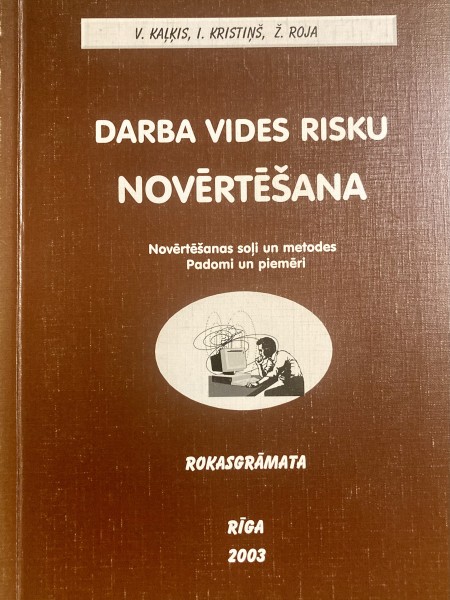 V. KAĻĶIS, I. KRISTIŅŠ, Ž. ROJA
DARBA VIDES RISKU
NOVĒRTĒŠANA
Novērtēšanas soļi un metodes
Padomi un piemēri
ROKASGRĀMATA
RĪGA
2003